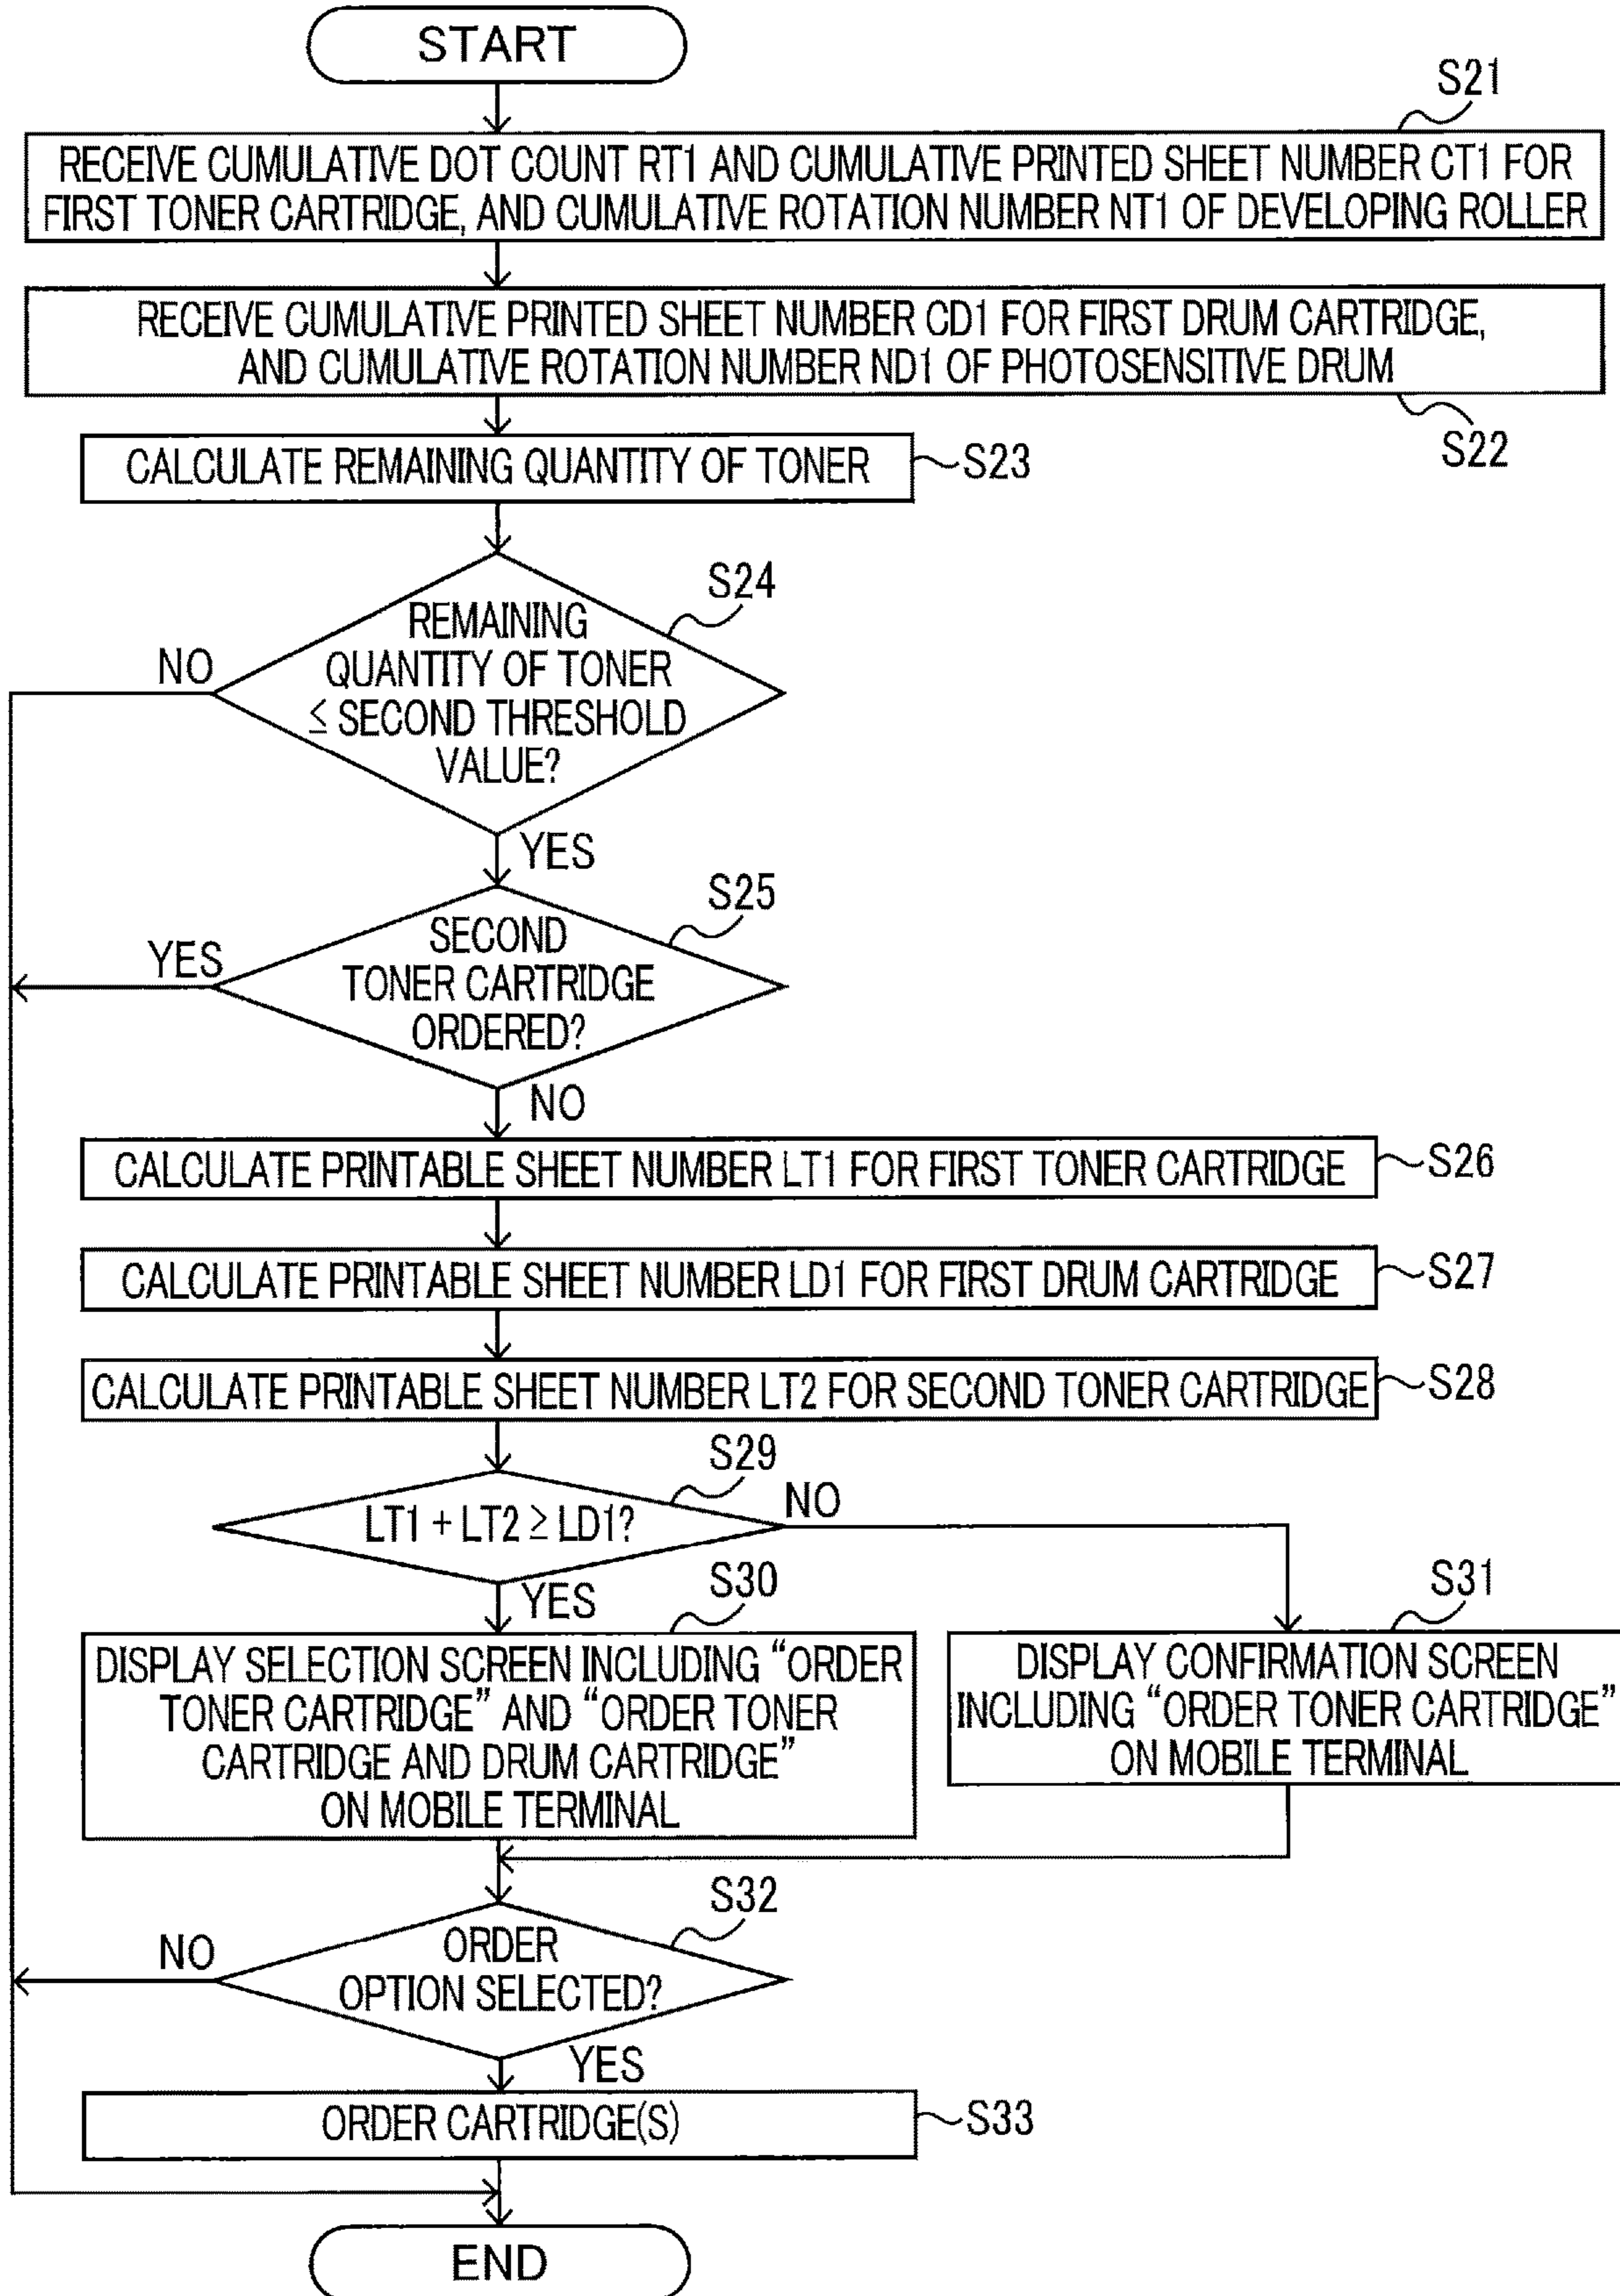 START
S21
RECEIVE CUMULATIVE DOT COUNT RT1 AND CUMULATIVE PRINTED SHEET NUMBER CT1 FOR
FIRST TONER CARTRIDGE, AND CUMULATIVE ROTATION NUMBER NT1 OF DEVELOPING ROLLER
RECEIVE CUMULATIVE PRINTED SHEET NUMBER CD1 FOR FIRST DRUM CARTRIDGE,
AND CUMULATIVE ROTATION NUMBER ND1 OF PHOTOSENSITIVE DRUM
S22
CALCULATE REMAINING QUANTITY OF TONER
S23
S24
REMAINING
QUANTITY OF TONER
≤ SECOND THRESHOLD
VALUE?
NO
YES
S25
SECOND
TONER CARTRIDGE
ORDERED?
YES
NO
CALCULATE PRINTABLE SHEET NUMBER LT1 FOR FIRST TONER CARTRIDGE
S26
CALCULATE PRINTABLE SHEET NUMBER LD1 FOR FIRST DRUM CARTRIDGE
S27
CALCULATE PRINTABLE SHEET NUMBER LT2 FOR SECOND TONER CARTRIDGE
S28
S29
LT1 + LT2 ≥ LD1?
NO
YES
S30
DISPLAY SELECTION SCREEN INCLUDING “ORDER
TONER CARTRIDGE” AND “ORDER TONER
CARTRIDGE AND DRUM CARTRIDGE”
ON MOBILE TERMINAL
S31
DISPLAY CONFIRMATION SCREEN
INCLUDING “ORDER TONER CARTRIDGE”
ON MOBILE TERMINAL
S32
ORDER
OPTION SELECTED?
NO
YES
ORDER CARTRIDGE(S)
S33
END